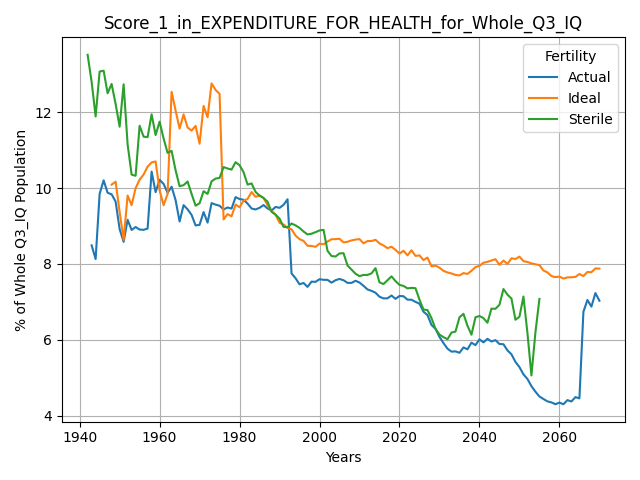 Score_1_in_EXPENDITURE_FOR_HEALTH_for_Whole_Q3_IQ
% of Whole Q3_IQ Population
12
10
8
6
4
Fertility
Actual
Ideal
Sterile
1940 1960 1980 2000 2020 2040 2060
Years